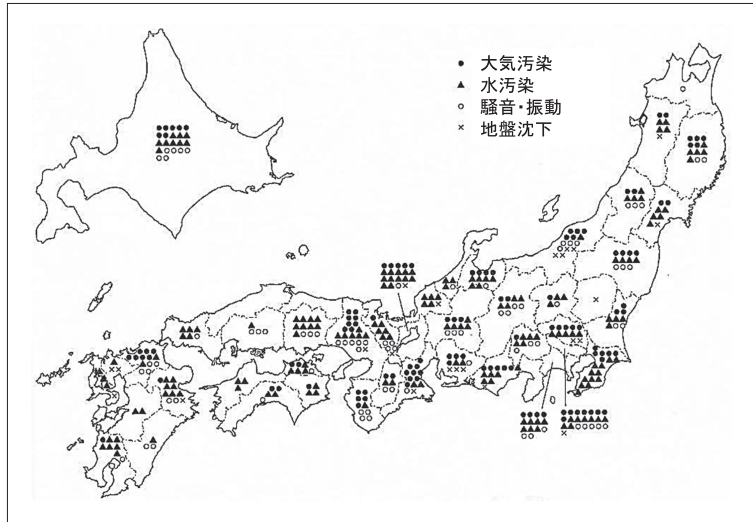 ● 大気汚染
▲ 水汚染
○ 騒音・振動
× 地盤沈下